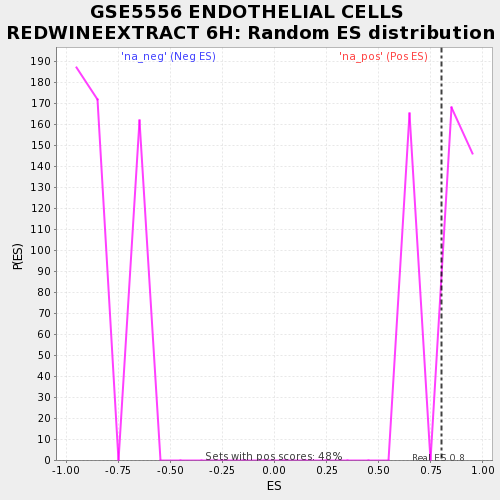 GSE5556 ENDOTHELIAL CELLS
REDWINEEXTRACT 6H: Random ES distribution
'na_neg' (Neg ES)
'na_pos' (Pos ES)
190
180
170
160
150
140
130
120
110
100
90
80
70
60
50
40
30
20
10
0
P(ES)
Sets with pos scores: 48%
Real ES 0.8
-1.00 -0.75 -0.50 -0.25 0.00 0.25 0.50 0.75 1.00
ES